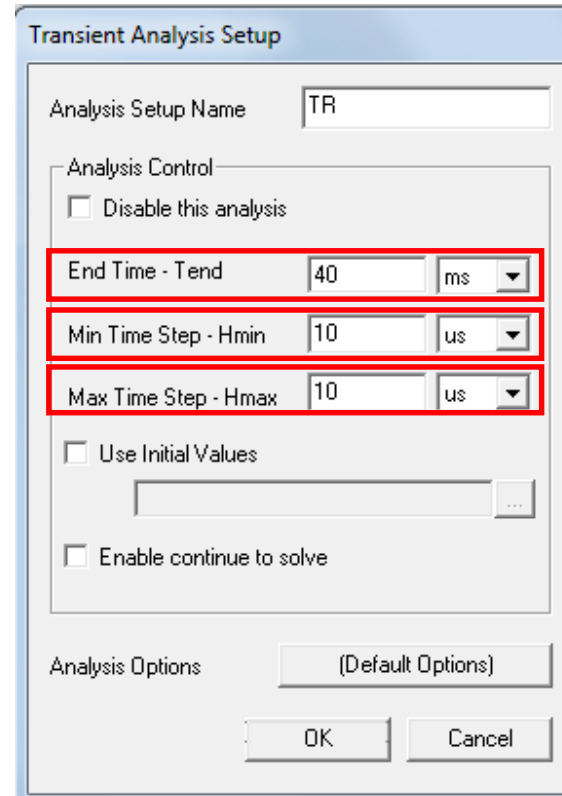 Transient Analysis Setup
Analysis Setup Name TR
Analysis Control
Disable this analysis
End Time - Tend 40 ms
Min Time Step - Hmin 10 us
Max Time Step - Hmax 10 us
Use Initial Values
...
Enable continue to solve
Analysis Options (Default Options)
OK Cancel